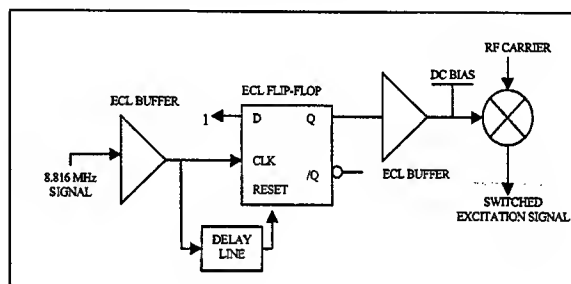 RF CARRIER
DC BIAS
ECL FLIP-FLOP
ECL BUFFER
1
D
Q
8.816 MHz
SIGNAL
CLK
/Q
ECL BUFFER
RESET
DELAY
LINE
SWITCHED
EXCITATION SIGNAL